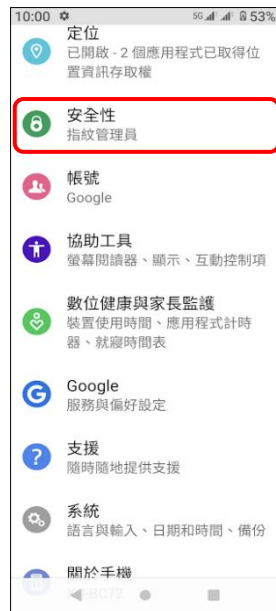 10:00
5G 53%
定位
已開啟 - 2 個應用程式已取得位
置資訊存取權
安全性
指紋管理員
帳號
Google
協助工具
螢幕閱讀器、顯示、互動控制項
數位健康與家長監護
裝置使用時間、應用程式計時
器、就寢時間表
Google
服務與偏好設定
支援
隨時隨地提供支援
系統
語言與輸入、日期和時間、備份
關於手機